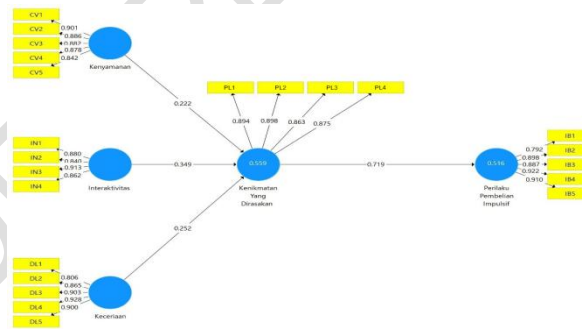 CV1
CV2
CV3
CV4
CV5
0.901
0.886
0.882
0.878
0.842
Kenyamanan
0.222
PL1
PL2
PL3
PL4
0.894
0.898
0.863
0.875
IN1
IN2
IN3
IN4
0.880
0.840
0.913
0.862
Interaktivitas
0.349
0.559
Kenikmatan
Yang
Dirasakan
0.719
0.516
Perilaku
Pembelian
Impulsif
0.792
0.898
0.887
0.922
0.910
IB1
IB2
IB3
IB4
IB5
0.252
DL1
DL2
DL3
DL4
DL5
0.806
0.865
0.903
0.928
0.900
Keceriaan